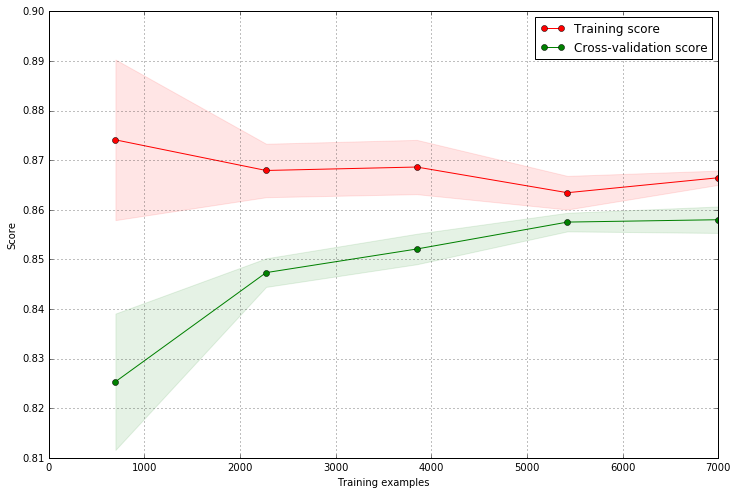 0.90
0.89
0.88
0.87
0.86
0.85
0.84
0.83
0.82
0.81
Score
Training score
Cross-validation score
0 1000 2000 3000 4000 5000 6000 7000
Training examples